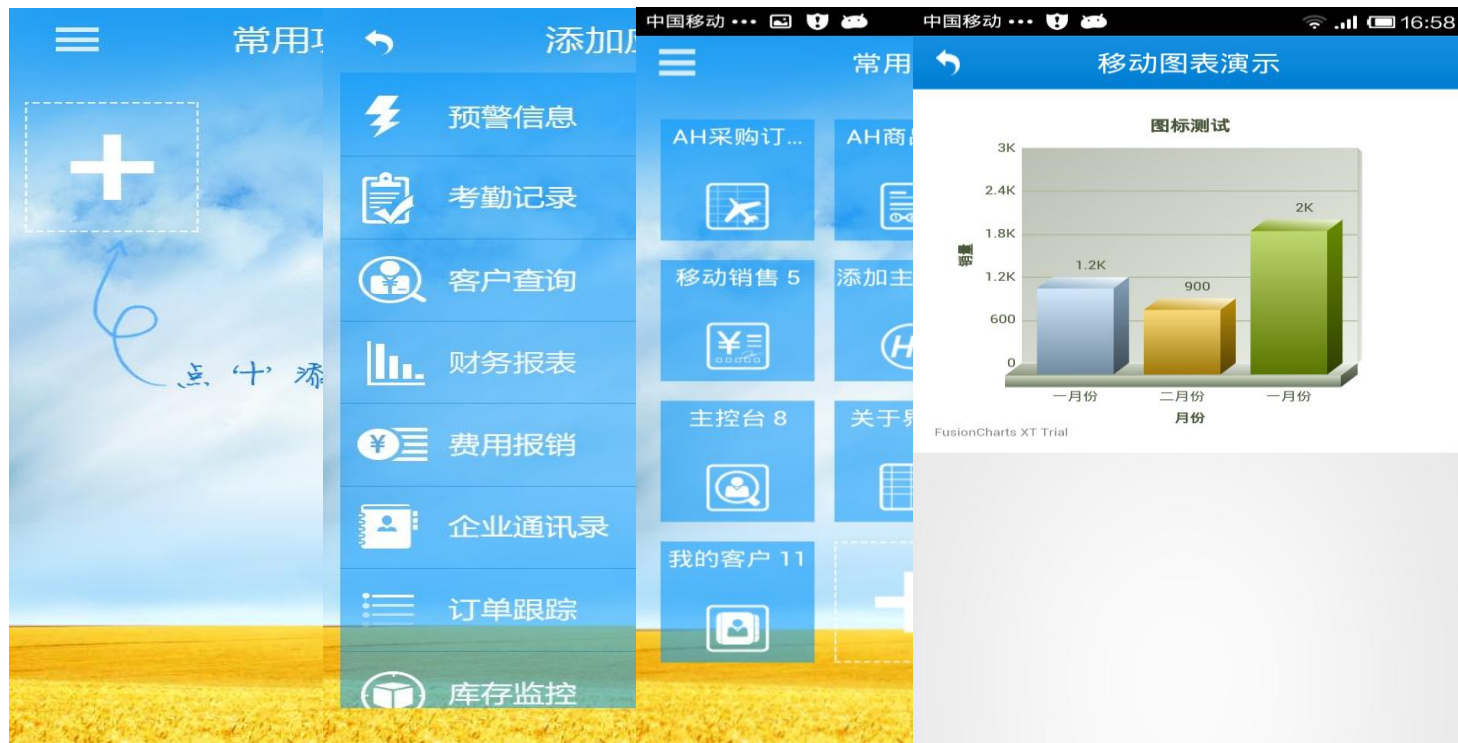 常用
点 '十' 添
添加
预警信息
考勤记录
客户查询
财务报表
费用报销
企业通讯录
订单跟踪
库存监控
中国移动 •••
常用
AH采购订...
AH商
移动销售 5
添加主
主控台 8
关于
我的客户 11
中国移动 •••
16:58
移动图表演示
图标测试
3K
2.4K
1.8K
1.2K
600
0
销量
1.2K
900
2K
一月份
二月份
一月份
月份
FusionCharts XT Trial